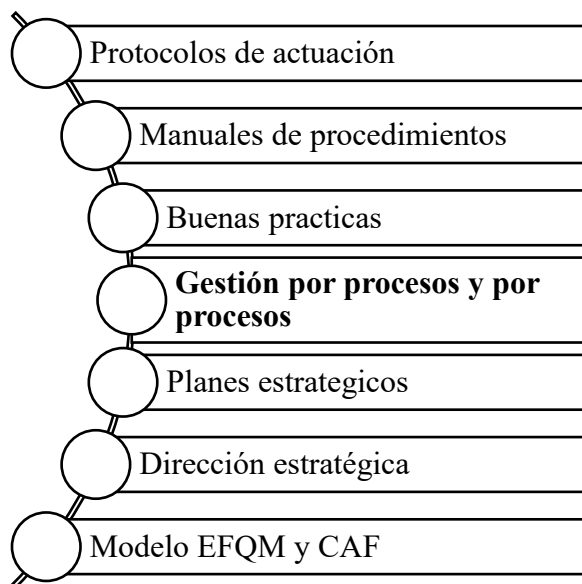 Protocolos de actuación
Manuales de procedimientos
Buenas practicas
Gestión por procesos y por
procesos
Planes estrategicos
Dirección estratégica
Modelo EFQM y CAF